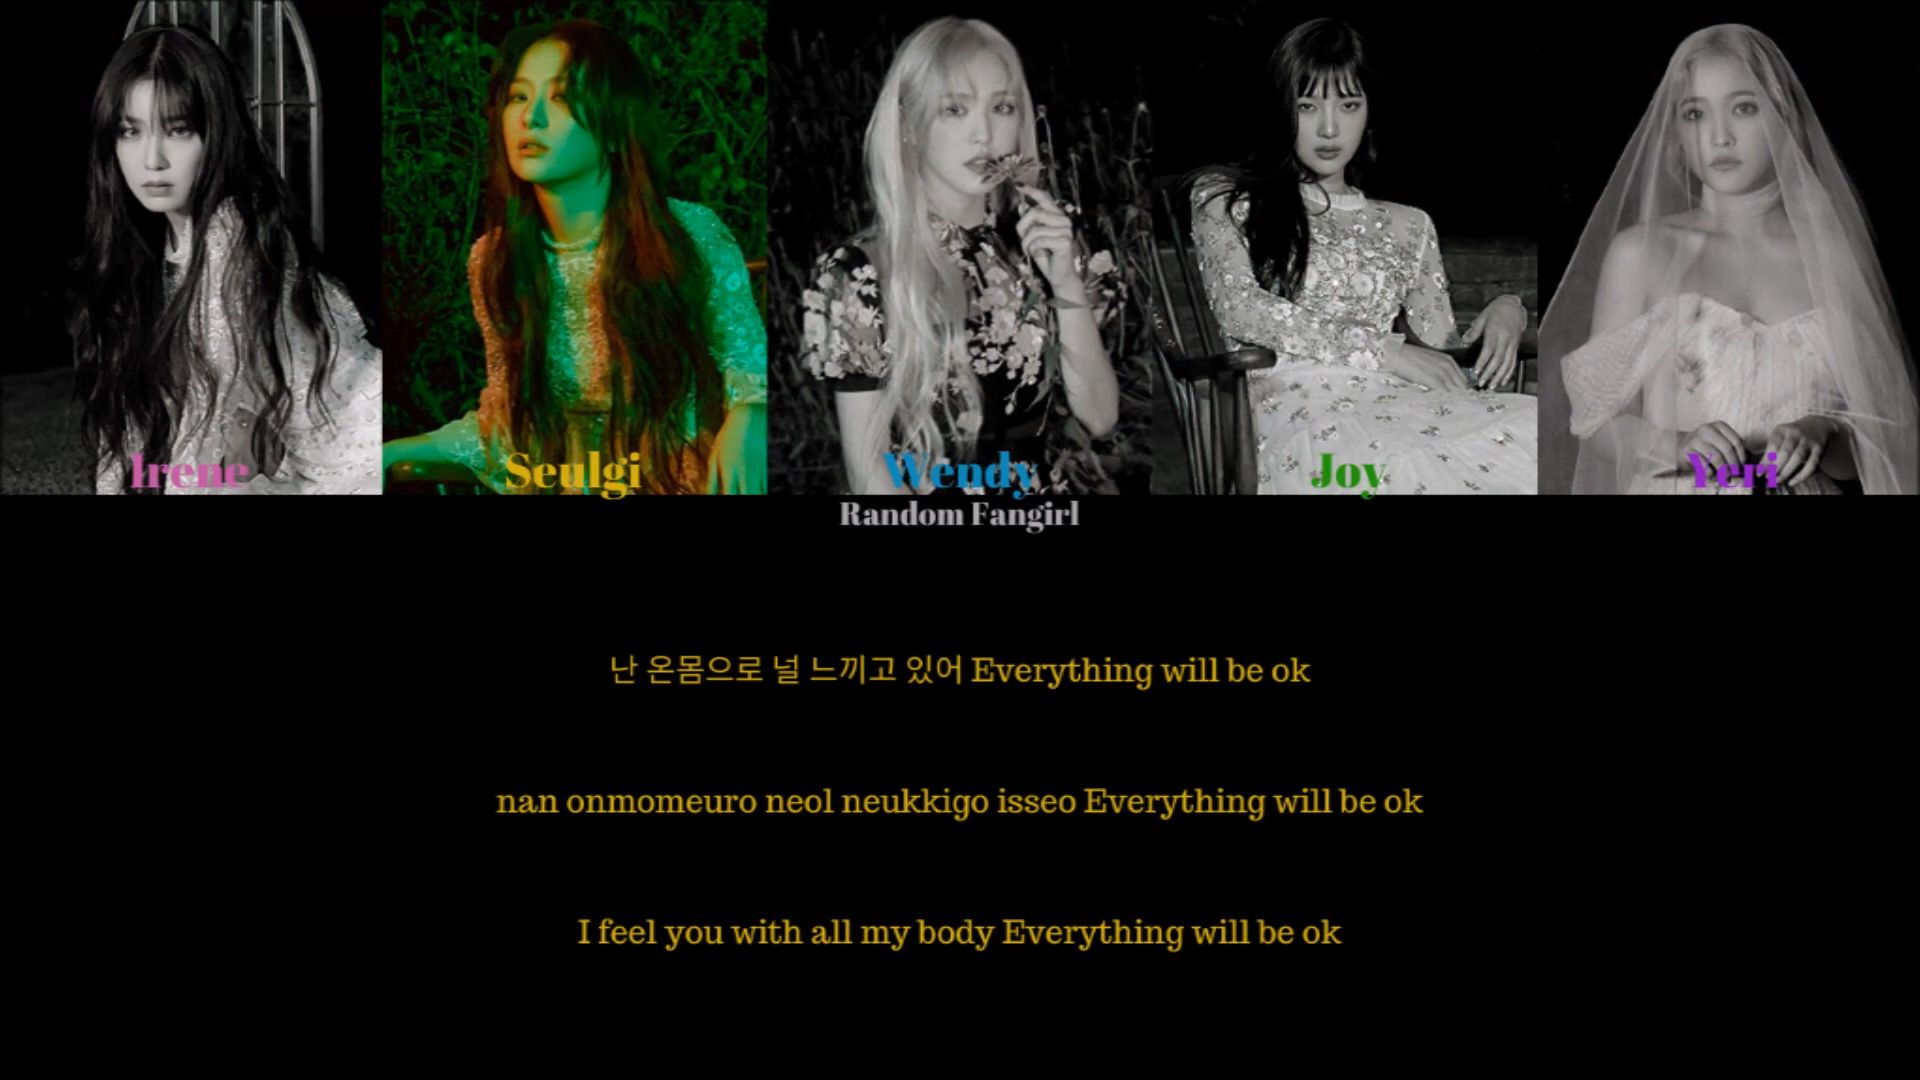 Irene Seulgi Wendy Joy Yeri
Random Fangirl
난 온몸으로 널 느끼고 있어 Everything will be ok
nan onmomeuro neol neukkigo isseo Everything will be ok
I feel you with all my body Everything will be ok